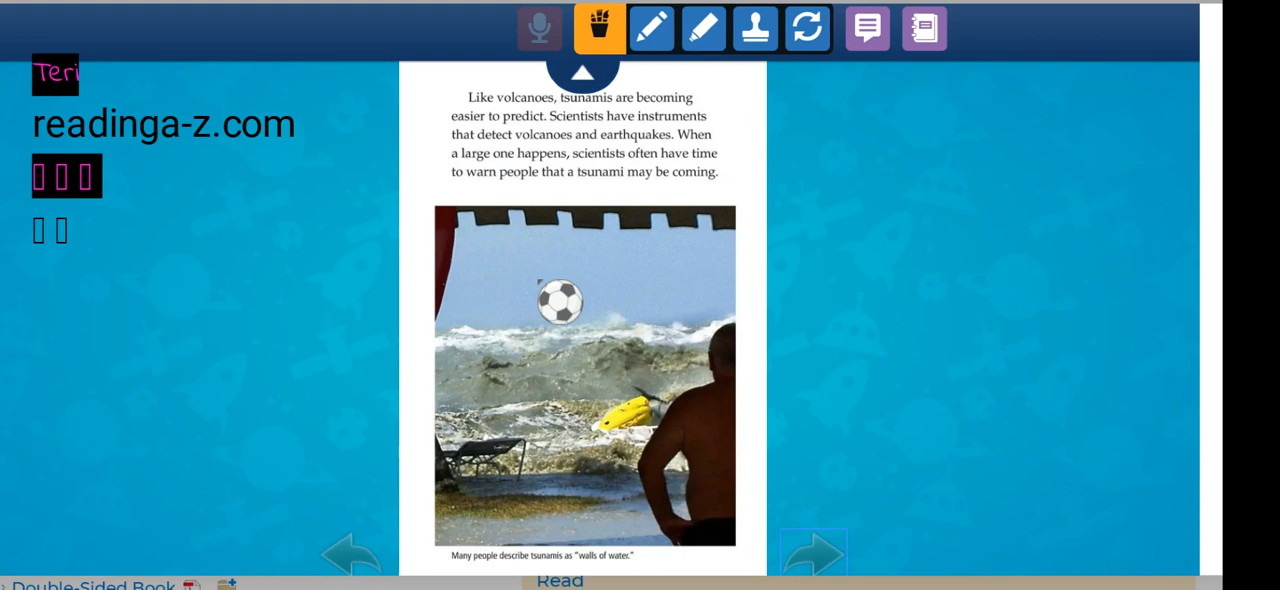 Teri
readinga-z.com
Like volcanoes, tsunamis are becoming
easier to predict. Scientists have instruments
that detect volcanoes and earthquakes. When
a large one happens, scientists often have time
to warn people that a tsunami may be coming.
Many people describe tsunamis as "walls of water."
Double-Sided Book
Read